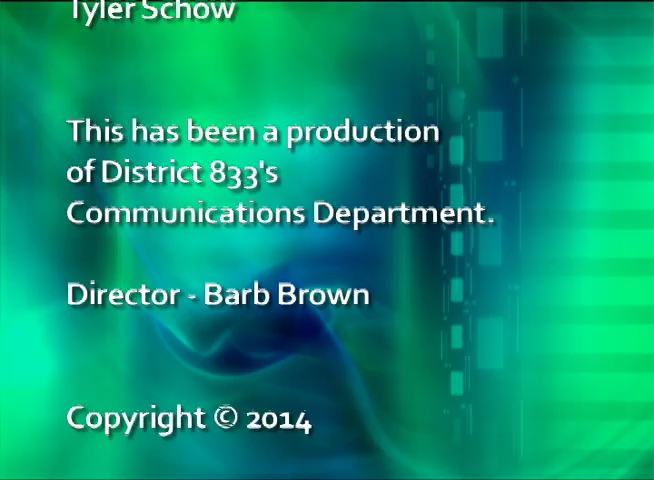 Tyler Schow
This has been a production
of District 833's
Communications Department.
Director - Barb Brown
Copyright © 2014